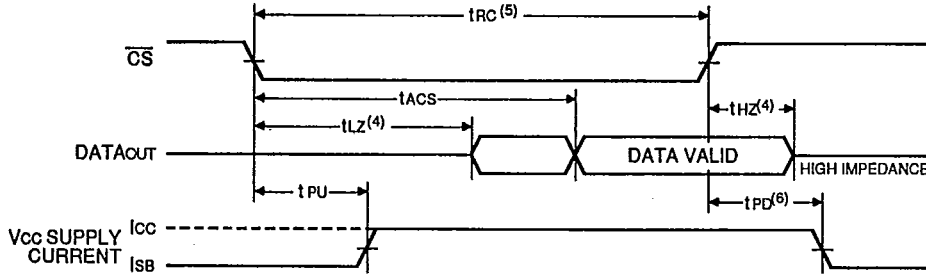 tRC(5)
CS
tACS
tHZ(4)
tLZ(4)
DATAOUT
DATA VALID
HIGH IMPEDANCE
tPU
tPD(6)
VCC SUPPLY CURRENT
ICC
ISB